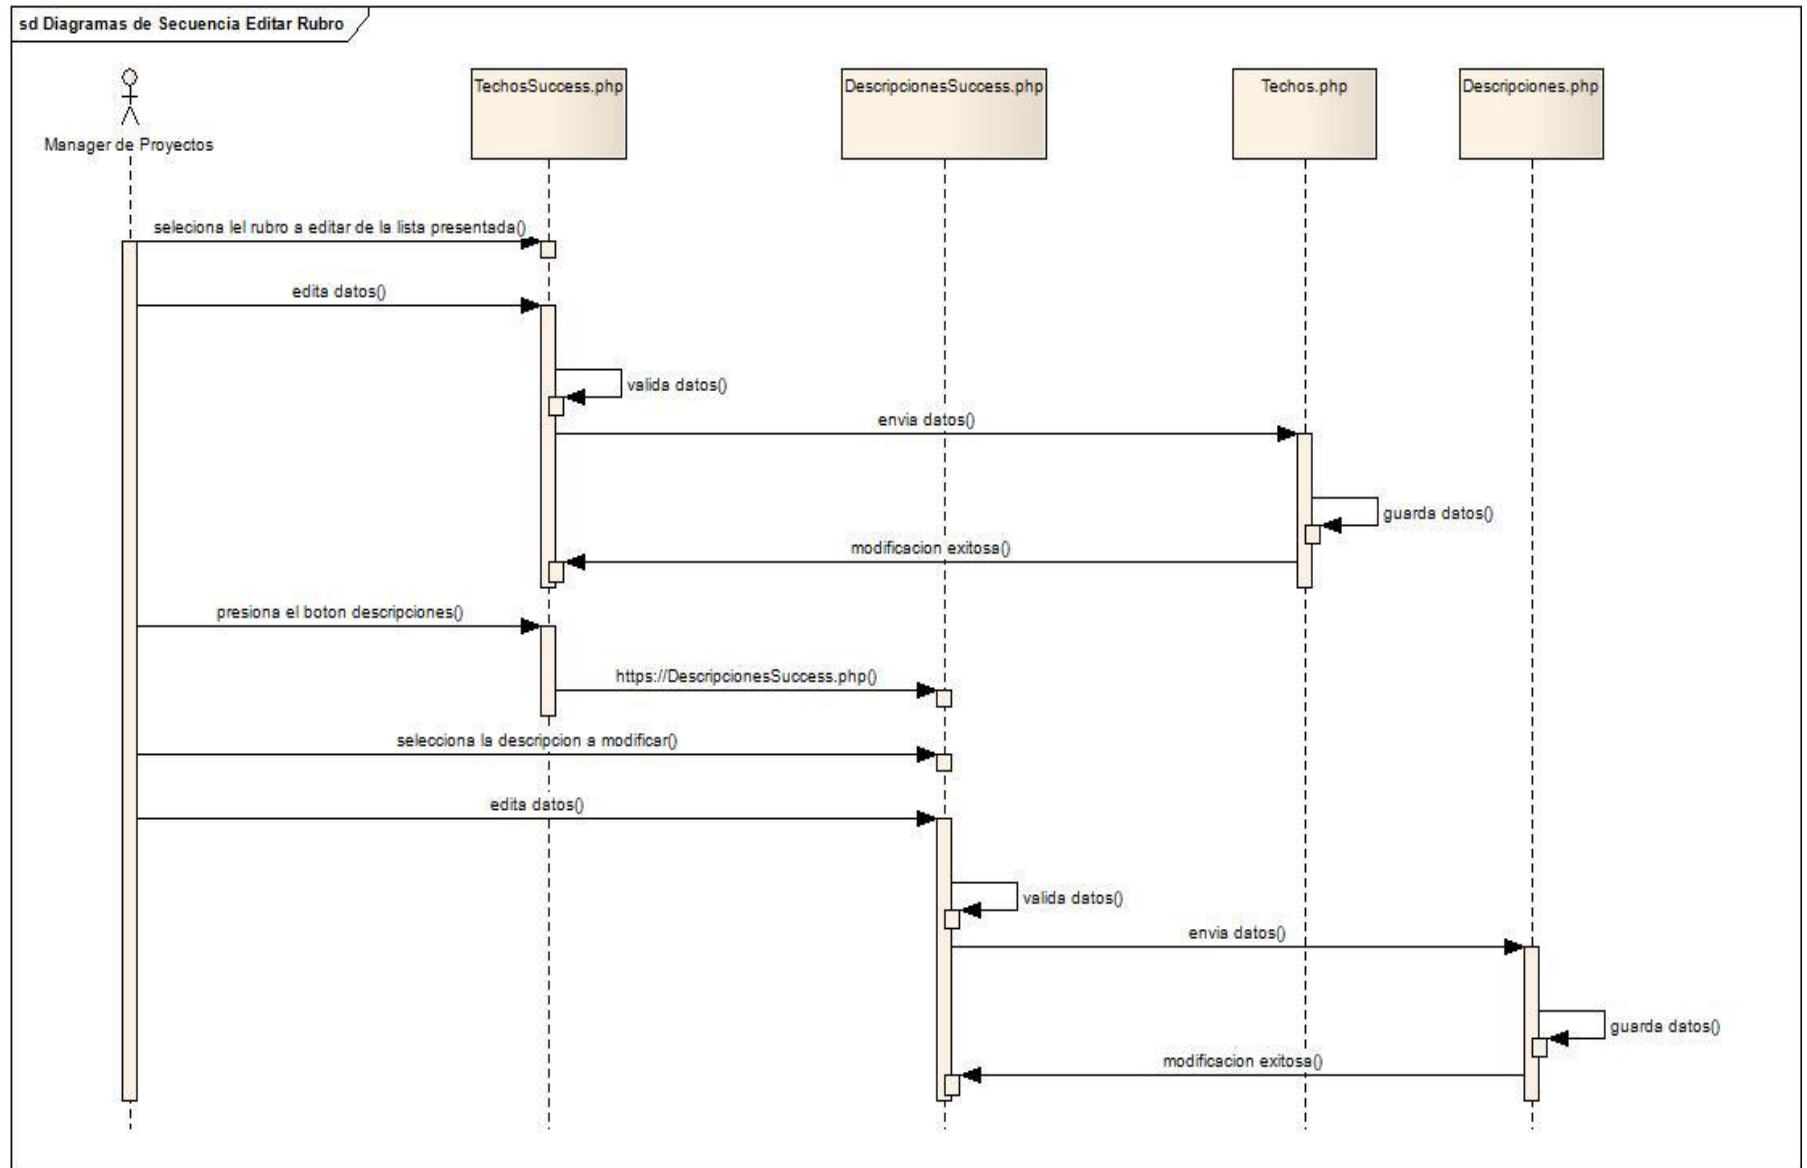 sd Diagramas de Secuencia Editar Rubro
TechosSuccess.php
DescripcionesSuccess.php
Techos.php
Descripciones.php
Manager de Proyectos
seleciona lel rubro a editar de la lista presentada()
edita datos()
valida datos()
envia datos()
guarda datos()
modificacion exitosa()
presiona el boton descripciones()
https://DescripcionesSuccess.php()
selecciona la descripcion a modificar()
edita datos()
valida datos()
envia datos()
guarda datos()
modificacion exitosa()